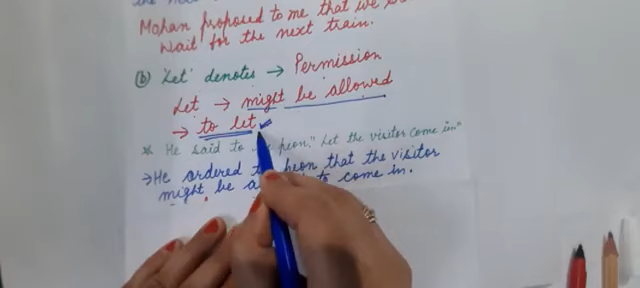 Mohan proposed to me that we
wait for the next train.
(b) 'Let' denotes → Permission
Let → might be allowed
→ to let
* He said to peon, "Let the visitor come in"
→ He ordered peon that the visitor
might be to come in.